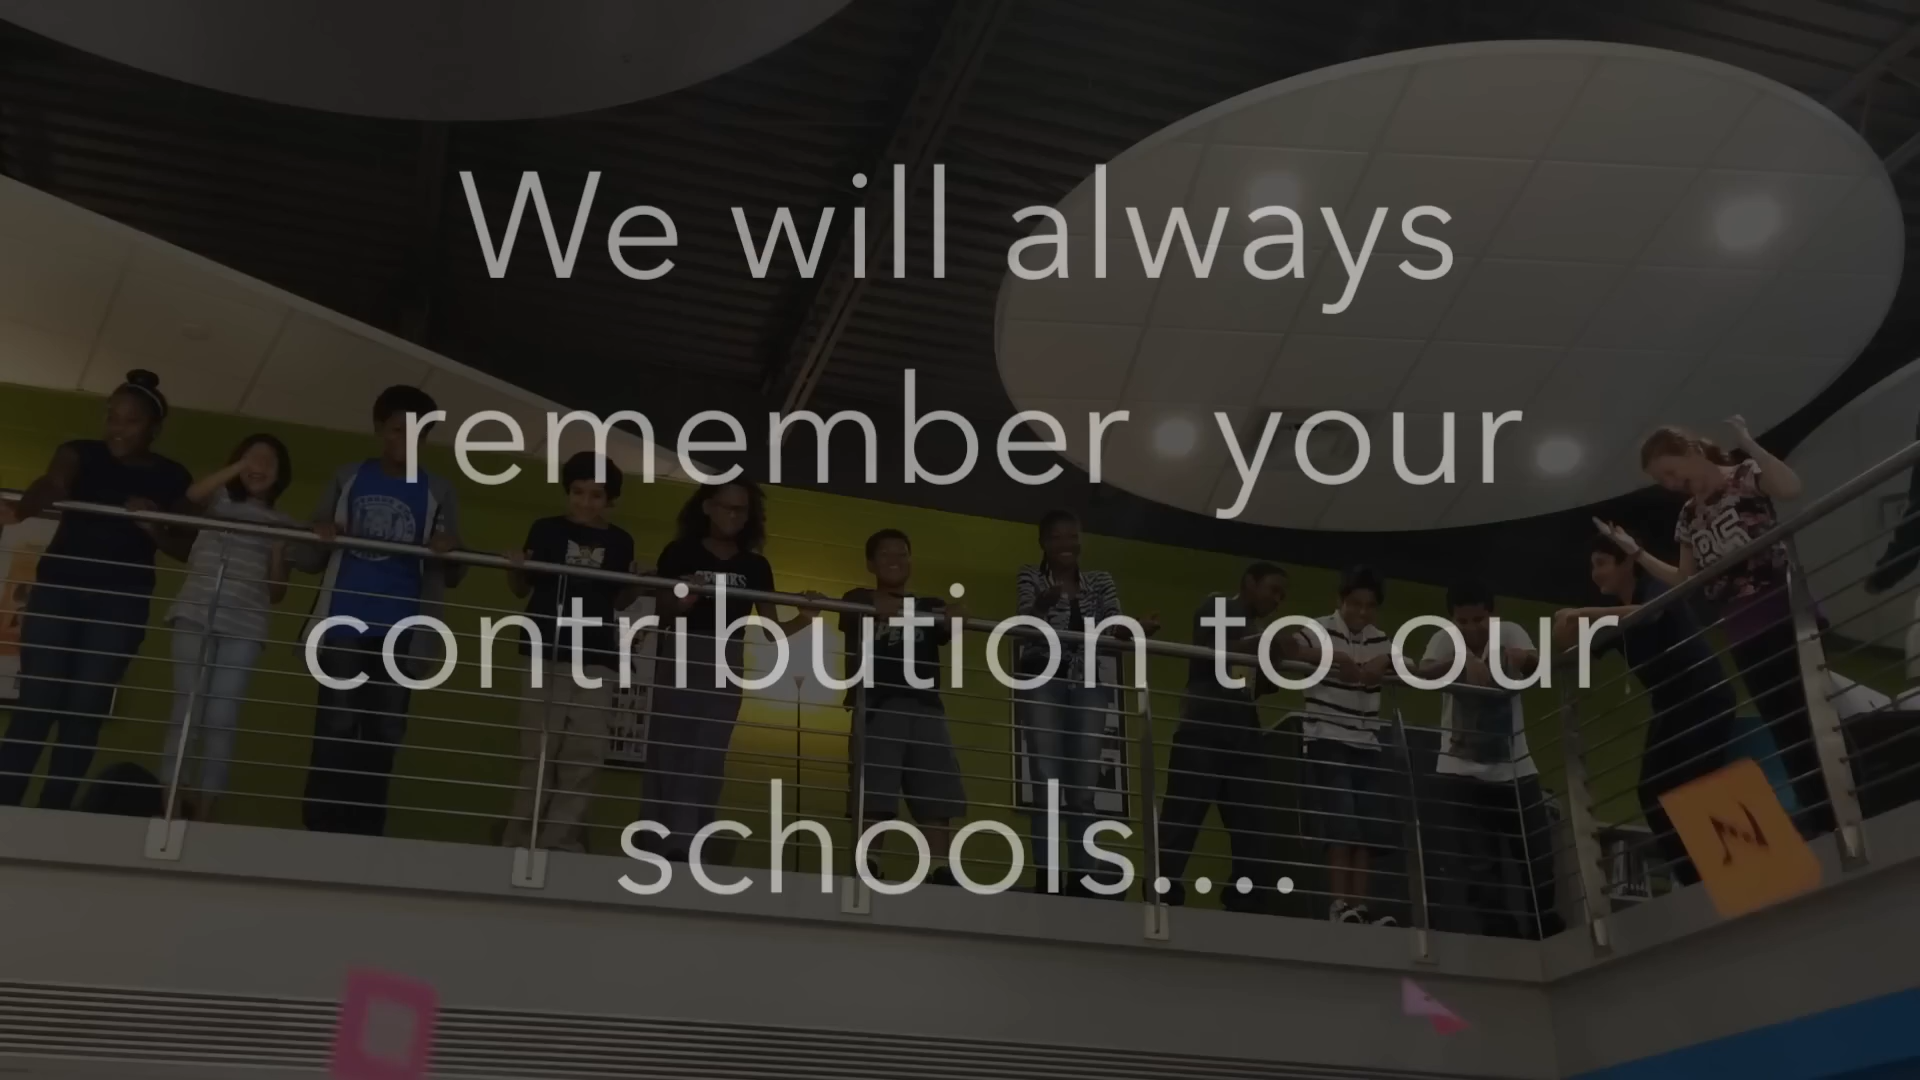 We will always
remember your
contribution to our
schools....